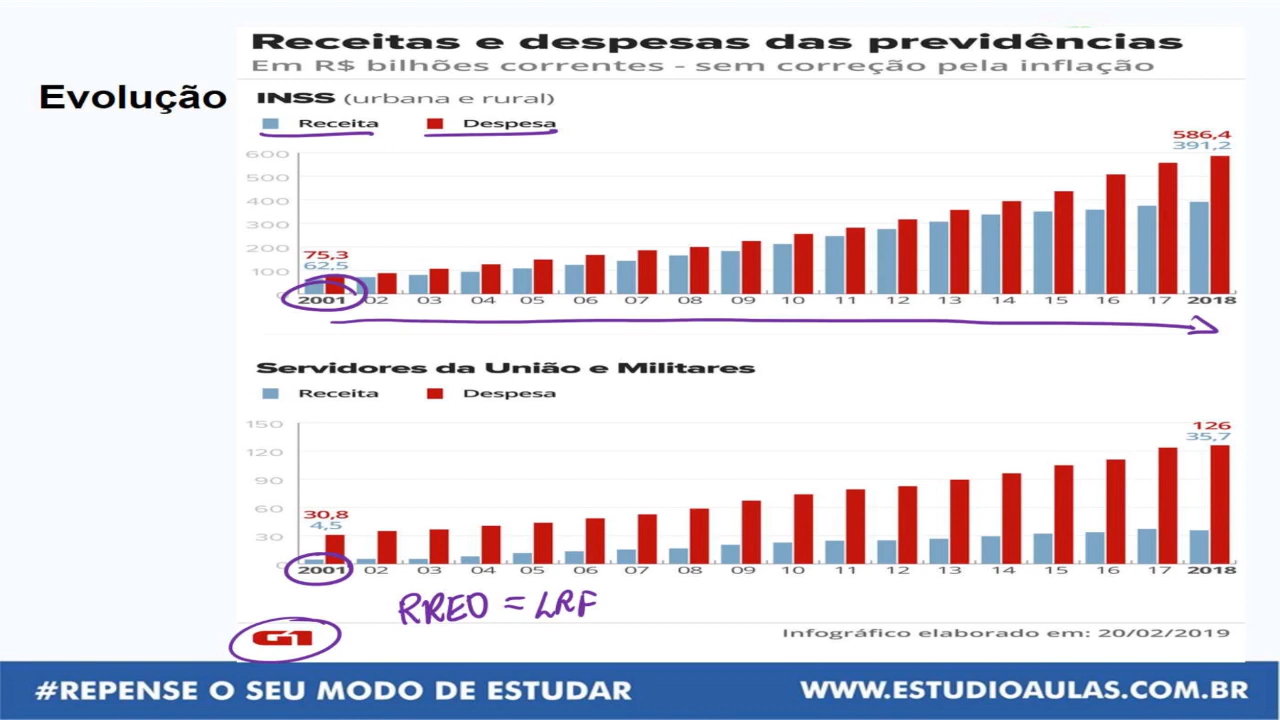 Receitas e despesas das previdências
Em R$ bilhões correntes - sem correção pela inflação
Evolução
INSS (urbana e rural)
Receita Despesa
586,4
391,2
600
500
400
300
200
100
0
75,3
62,5
2001 02 03 04 05 06 07 08 09 10 11 12 13 14 15 16 17 2018
Servidores da União e Militares
Receita Despesa
150
120
90
60
30
0
126
35,7
30,8
4,5
2001 02 03 04 05 06 07 08 09 10 11 12 13 14 15 16 17 2018
RREO = LRF
G1
Infográfico elaborado em: 20/02/2019
#REPENSE O SEU MODO DE ESTUDAR WWW.ESTUDIOAULAS.COM.BR